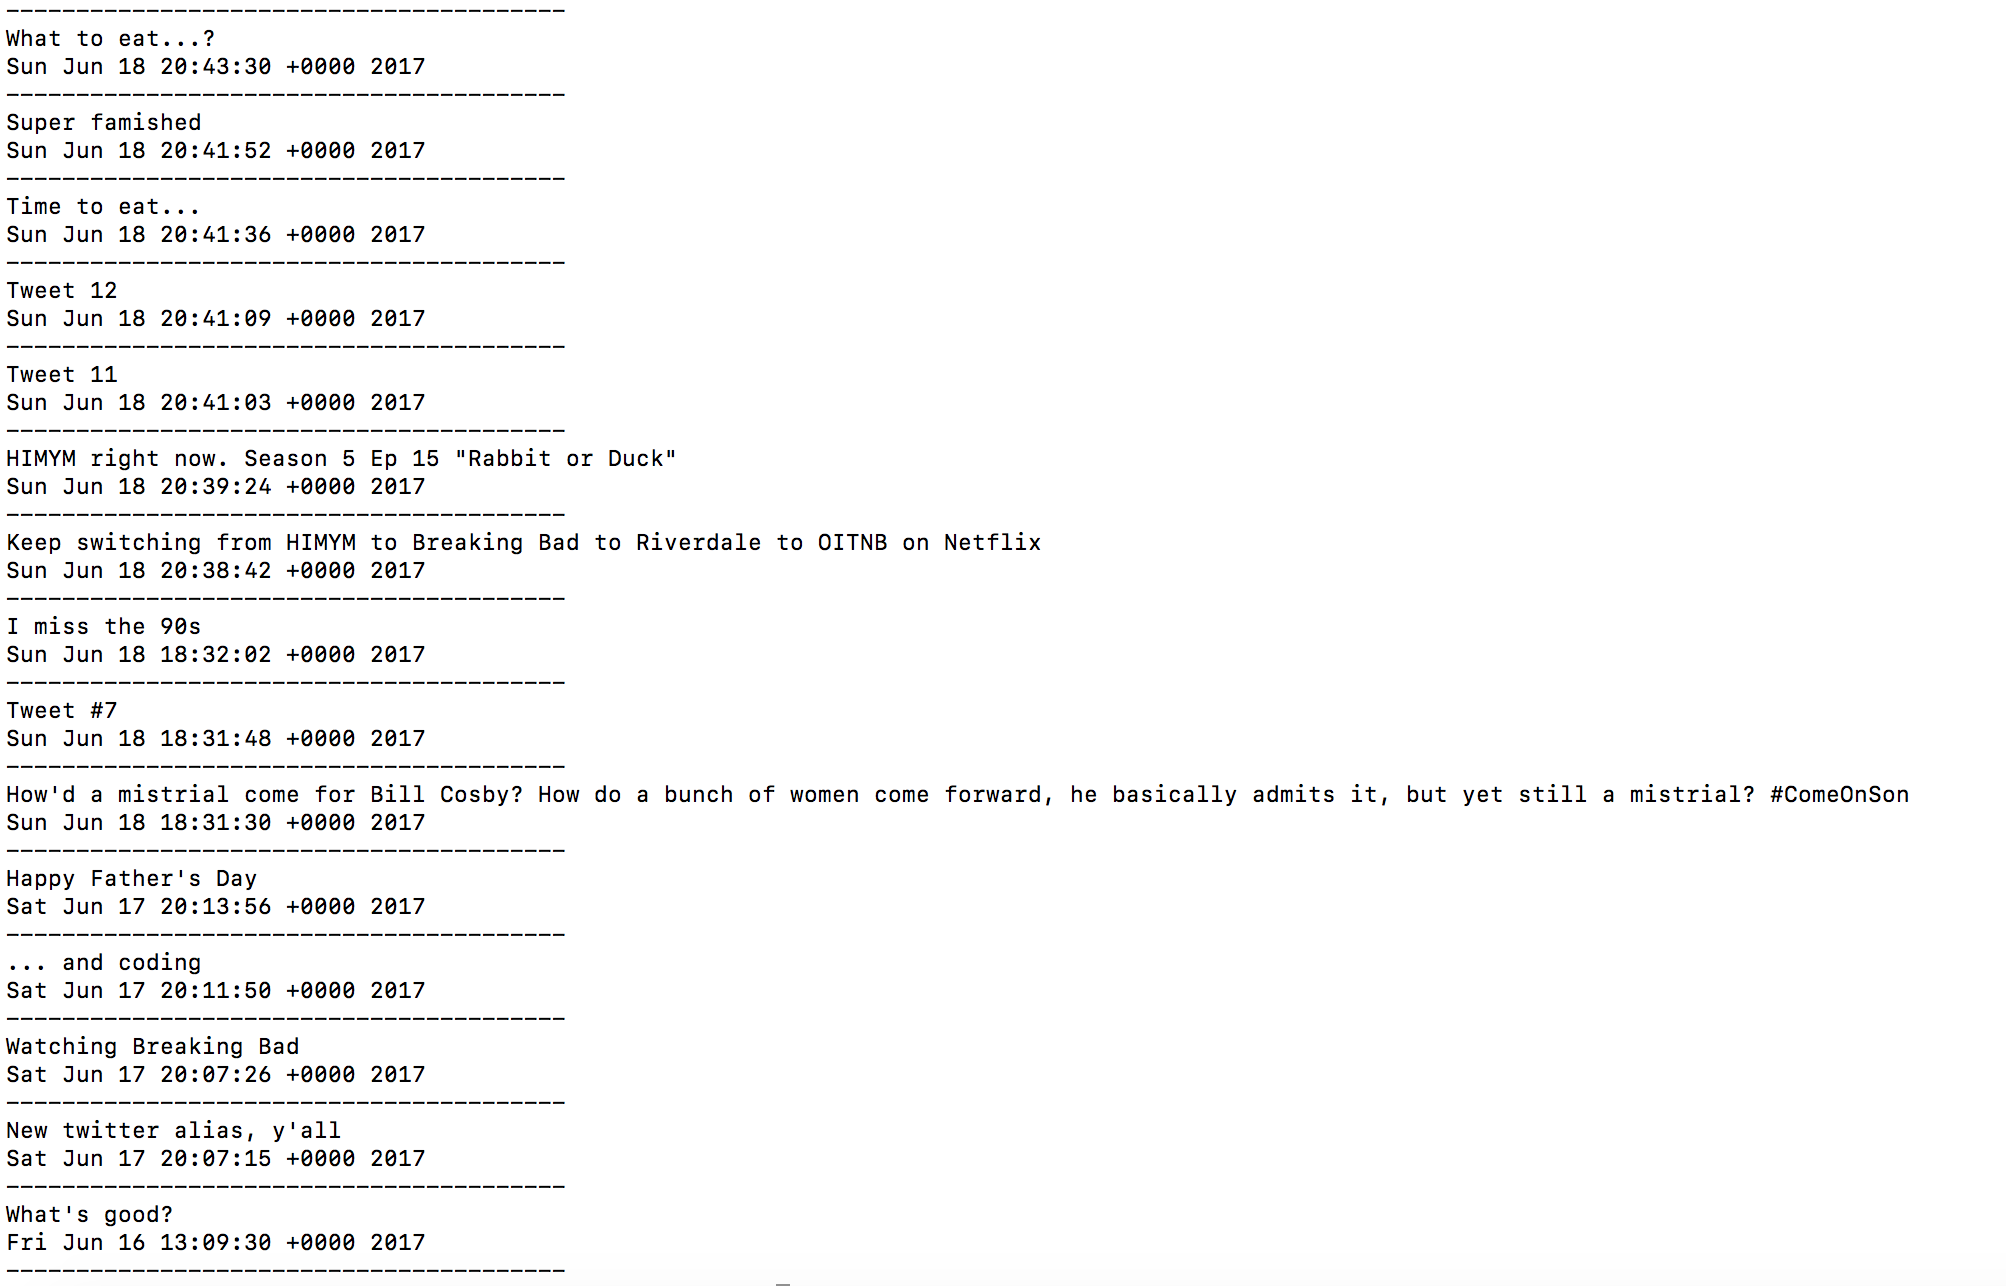 ----------------------------------------
What to eat...?
Sun Jun 18 20:43:30 +0000 2017
----------------------------------------
Super famished
Sun Jun 18 20:41:52 +0000 2017
----------------------------------------
Time to eat...
Sun Jun 18 20:41:36 +0000 2017
----------------------------------------
Tweet 12
Sun Jun 18 20:41:09 +0000 2017
----------------------------------------
Tweet 11
Sun Jun 18 20:41:03 +0000 2017
----------------------------------------
HIMYM right now. Season 5 Ep 15 "Rabbit or Duck"
Sun Jun 18 20:39:24 +0000 2017
----------------------------------------
Keep switching from HIMYM to Breaking Bad to Riverdale to OITNB on Netflix
Sun Jun 18 20:38:42 +0000 2017
----------------------------------------
I miss the 90s
Sun Jun 18 18:32:02 +0000 2017
----------------------------------------
Tweet #7
Sun Jun 18 18:31:48 +0000 2017
----------------------------------------
How'd a mistrial come for Bill Cosby? How do a bunch of women come forward, he basically admits it, but yet still a mistrial? #ComeOnSon
Sun Jun 18 18:31:30 +0000 2017
----------------------------------------
Happy Father's Day
Sat Jun 17 20:13:56 +0000 2017
----------------------------------------
... and coding
Sat Jun 17 20:11:50 +0000 2017
----------------------------------------
Watching Breaking Bad
Sat Jun 17 20:07:26 +0000 2017
----------------------------------------
New twitter alias, y'all
Sat Jun 17 20:07:15 +0000 2017
----------------------------------------
What's good?
Fri Jun 16 13:09:30 +0000 2017
----------------------------------------